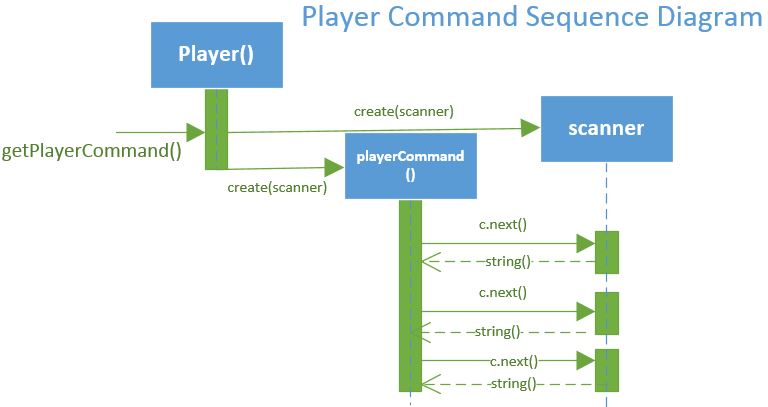 Player Command Sequence Diagram
Player()
create(scanner)
scanner
getPlayerCommand()
playerCommand
()
create(scanner)
c.next()
string()
c.next()
string()
c.next()
string()